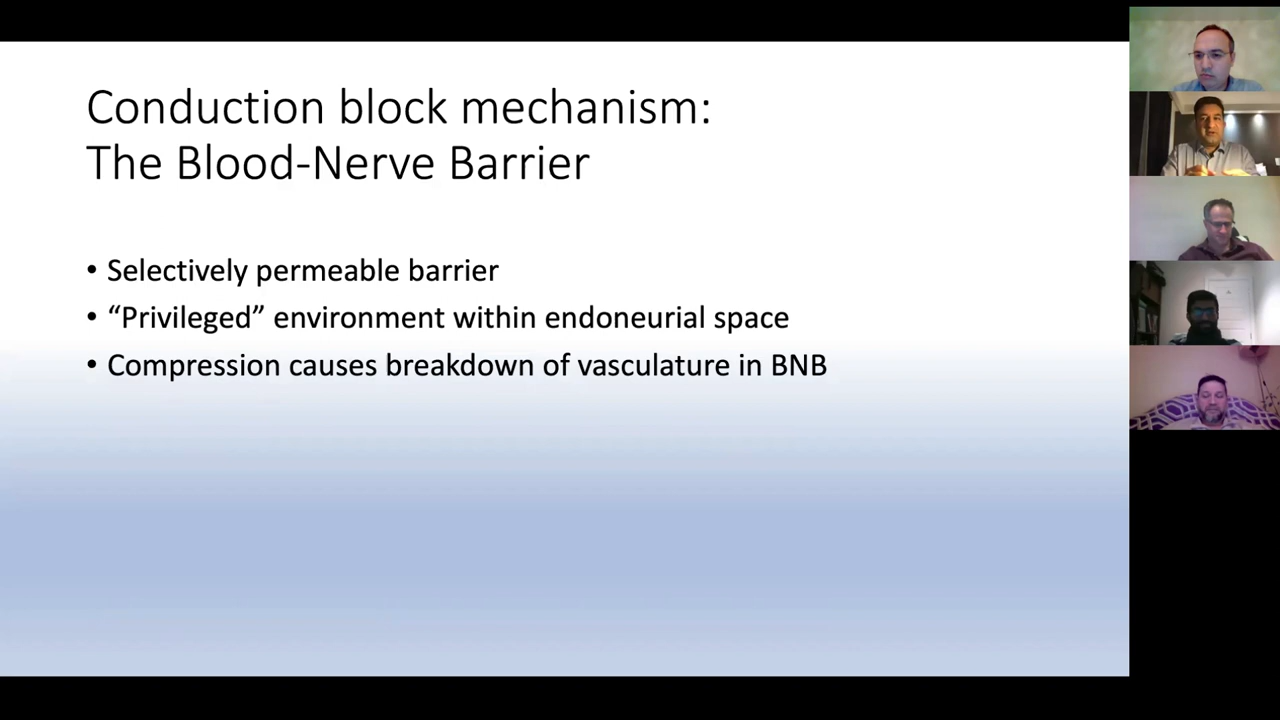 Conduction block mechanism:
The Blood-Nerve Barrier
• Selectively permeable barrier
• “Privileged” environment within endoneurial space
• Compression causes breakdown of vasculature in BNB